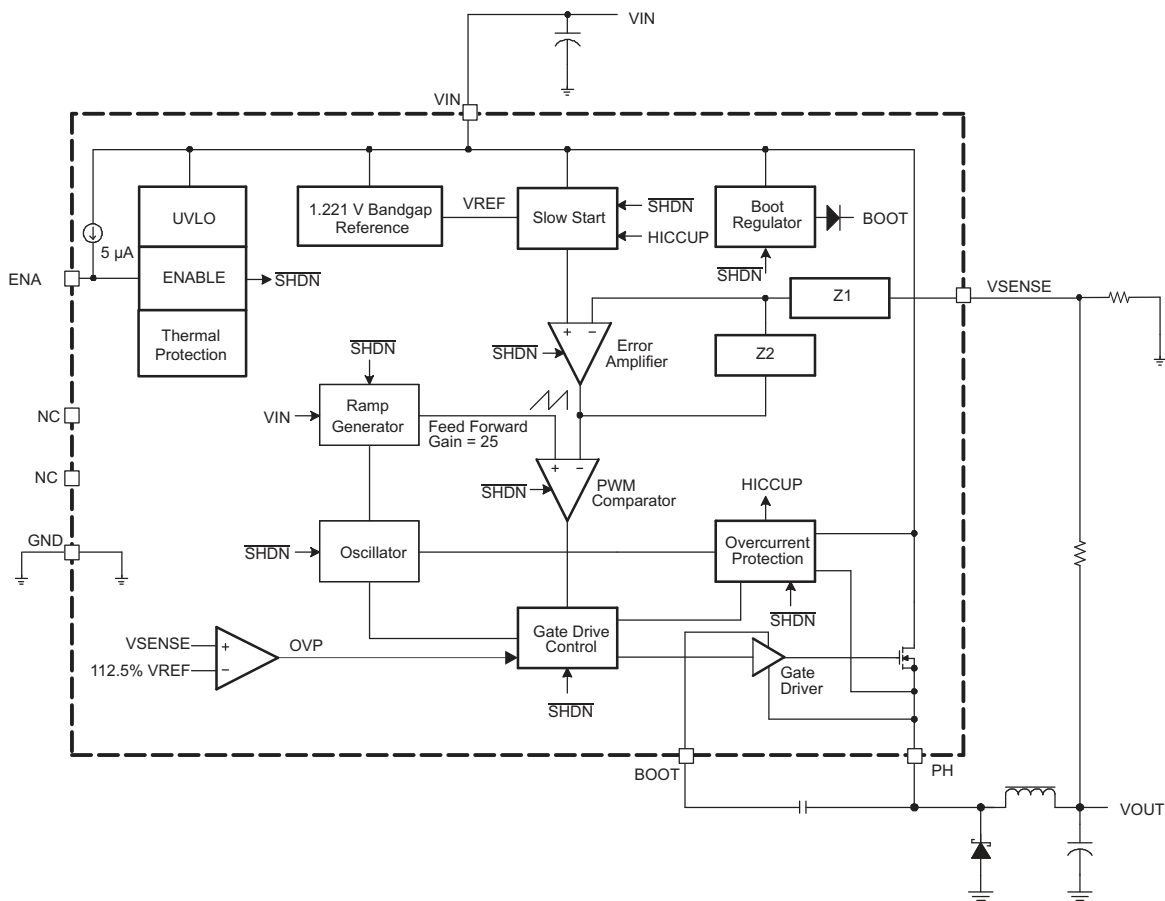 VIN
VIN
UVLO
1.221 V Bandgap
Reference
VREF
Slow Start
SHDN
HICCUP
Boot
Regulator
BOOT
5 µA
ENA
ENABLE
SHDN
SHDN
Z1
VSENSE
Thermal
Protection
+
−
SHDN
Error
Amplifier
Z2
SHDN
VIN
Ramp
Generator
Feed Forward
Gain = 25
NC
NC
+
−
SHDN
PWM
Comparator
HICCUP
GND
SHDN
Oscillator
Overcurrent
Protection
SHDN
VSENSE
+
112.5% VREF
−
OVP
Gate Drive
Control
SHDN
Gate
Driver
BOOT
PH
VOUT